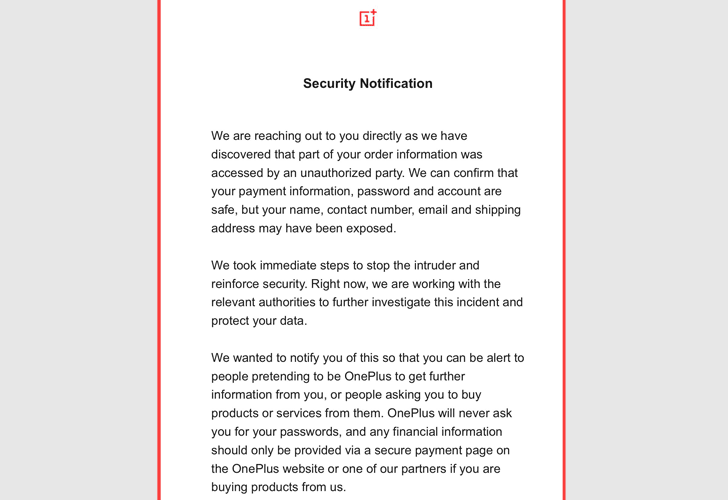 1
Security Notification
We are reaching out to you directly as we have
discovered that part of your order information was
accessed by an unauthorized party. We can confirm that
your payment information, password and account are
safe, but your name, contact number, email and shipping
address may have been exposed.
We took immediate steps to stop the intruder and
reinforce security. Right now, we are working with the
relevant authorities to further investigate this incident and
protect your data.
We wanted to notify you of this so that you can be alert to
people pretending to be OnePlus to get further
information from you, or people asking you to buy
products or services from them. OnePlus will never ask
you for your passwords, and any financial information
should only be provided via a secure payment page on
the OnePlus website or one of our partners if you are
buying products from us.